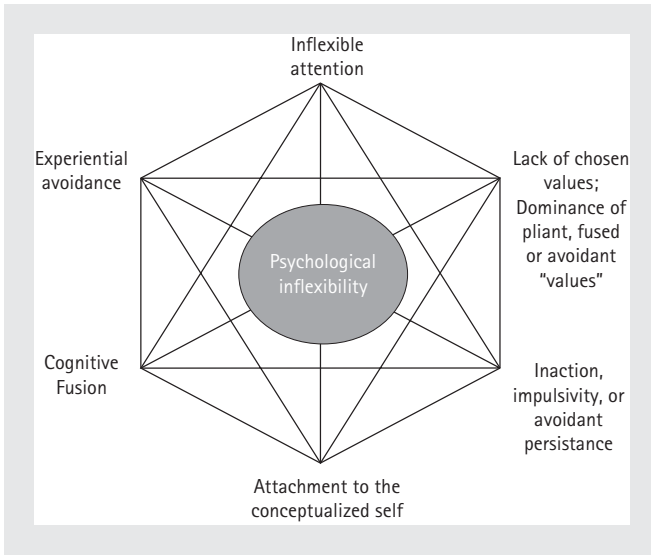 Inflexible
attention
Experiential
avoidance
Lack of chosen
values;
Dominance of
pliant, fused
or avoidant
“values”
Psychological
inflexibility
Cognitive
Fusion
Inaction,
impulsivity, or
avoidant
persistance
Attachment to the
conceptualized self